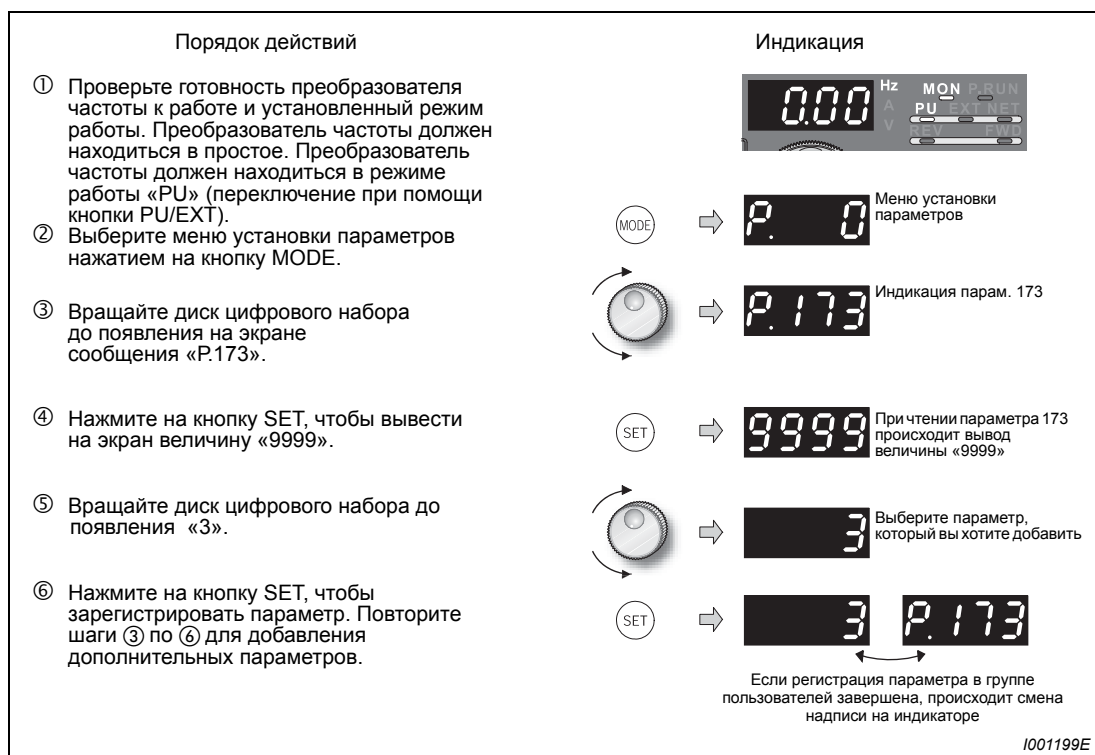 Порядок действий
Индикация
① Проверьте готовность преобразователя
частоты к работе и установленный режим
работы. Преобразователь частоты должен
находиться в простое. Преобразователь
частоты должен находиться в режиме
работы «PU» (переключение при помощи
кнопки PU/EXT).
0.00
Hz
A
V
MON P.RUN
PU EXT NET
REV FWD
② Выберите меню установки параметров
нажатием на кнопку MODE.
MODE
P. 0
Меню установки
параметров
③ Вращайте диск цифрового набора
до появления на экране
сообщения «P.173».
P.173
Индикация парам. 173
④ Нажмите на кнопку SET, чтобы вывести
на экран величину «9999».
SET
9999
При чтении параметра 173
происходит вывод
величины «9999»
⑤ Вращайте диск цифрового набора до
появления «3».
3
Выберите параметр,
который вы хотите добавить
⑥ Нажмите на кнопку SET, чтобы
зарегистрировать параметр. Повторите
шаги ③ по ⑥ для добавления
дополнительных параметров.
SET
3
P.173
Если регистрация параметра в группе
пользователей завершена, происходит смена
надписи на индикаторе
I001199E